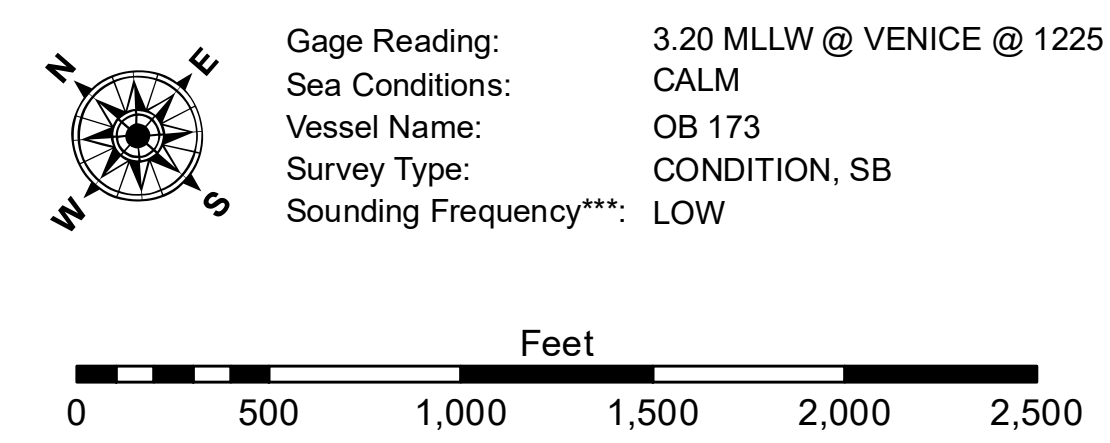 N E
W S
Gage Reading: 3.20 MLLW @ VENICE @ 1225
Sea Conditions: CALM
Vessel Name: OB 173
Survey Type: CONDITION, SB
Sounding Frequency***: LOW
Feet
0 500 1,000 1,500 2,000 2,500